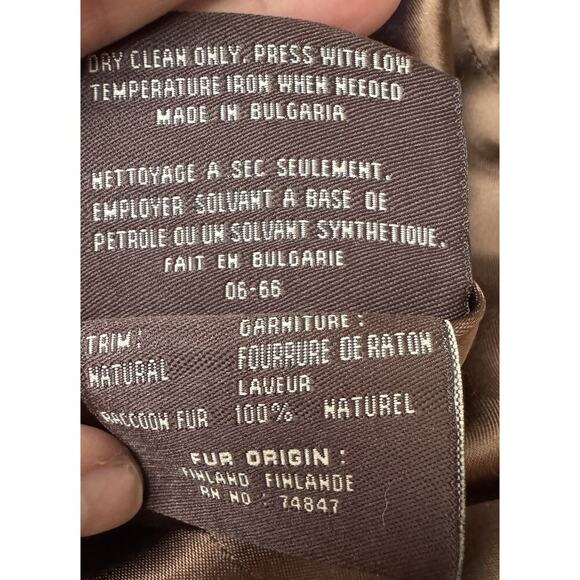 DRY CLEAN ONLY. PRESS WITH LOW
TEMPERATURE IRON WHEN NEEDED
MADE IN BULGARIA
NETTOYAGE A SEC SEULEMENT.
EMPLOYER SOLVANT A BASE DE
PETROLE OU UN SOLVANT SYNTHETIQUE.
FAIT EN BULGARIE
06-66
TRIM: GARNITURE:
NATURAL FOURRURE DE RATON
LAVEUR
RACCOON FUR 100% NATUREL
FUR ORIGIN:
FINLAND FINLANDE
RN NO: 74847